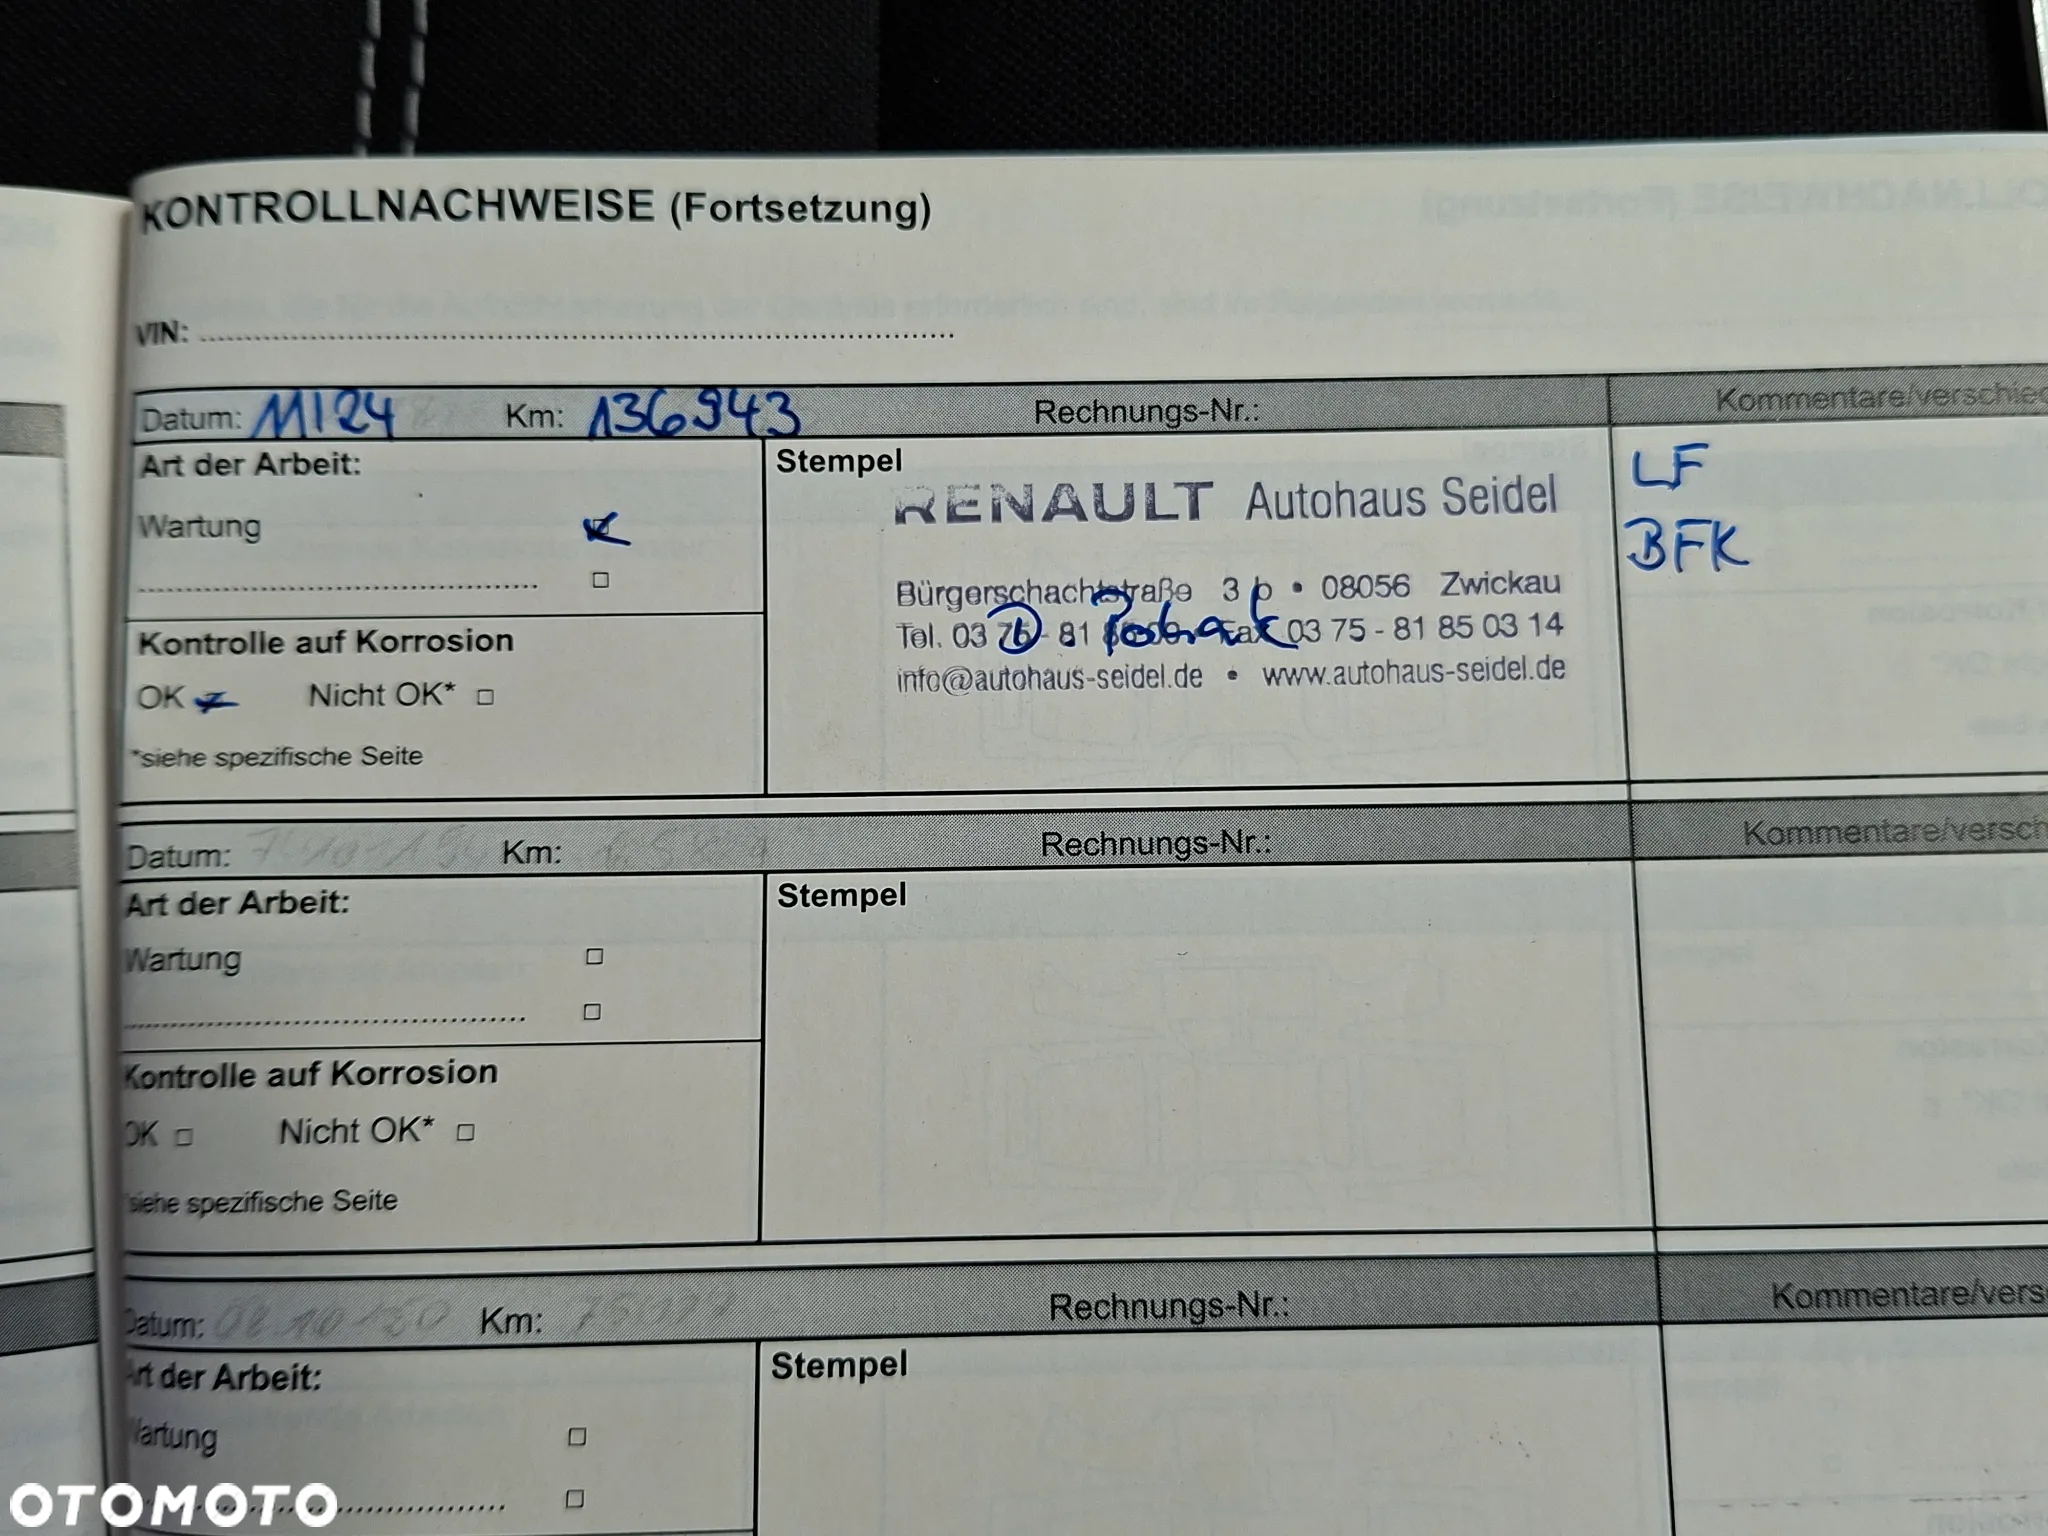 KONTROLLNACHWEISE (Fortsetzung)
VIN:
Datum: 11/24 Km: 136943 Rechnungs-Nr.: Kommentare/verschied
Art der Arbeit:
Stempel
LF
RENAULT Autohaus Seidel
Wartung
BFK
Bürgerschachtstraße 3 b • 08056 Zwickau
Kontrolle auf Korrosion
Tel. 03 75 - 81 Fax 03 75 - 81 85 03 14
OK Nicht OK*
info@autohaus-seidel.de • www.autohaus-seidel.de
*siehe spezifische Seite
Datum: Km: Rechnungs-Nr.: Kommentare/versch
Art der Arbeit:
Stempel
Wartung
Kontrolle auf Korrosion
OK Nicht OK*
*siehe spezifische Seite
Datum: Km: Rechnungs-Nr.: Kommentare/vers
Art der Arbeit:
Stempel
Wartung
OTOMOTO